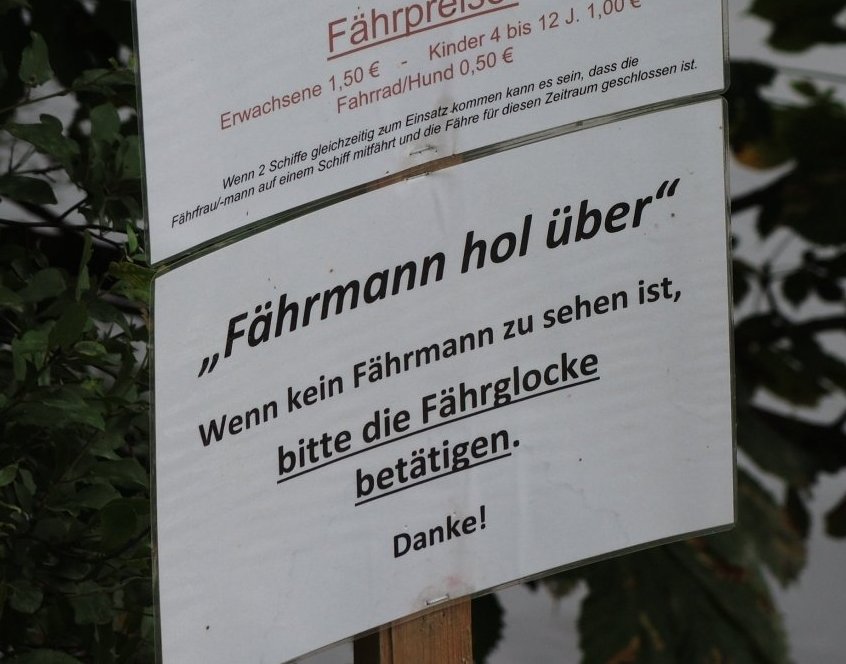 Fährpreise
Erwachsene 1,50 € - Kinder 4 bis 12 J. 1,00 €
Fahrrad/Hund 0,50 €
Wenn 2 Schiffe gleichzeitig zum Einsatz kommen kann es sein, dass die
Fährfrau/-mann auf einem Schiff mitfährt und die Fähre für diesen Zeitraum geschlossen ist.
„Fährmann hol über“
Wenn kein Fährmann zu sehen ist,
bitte die Fährglocke
betätigen.
Danke!